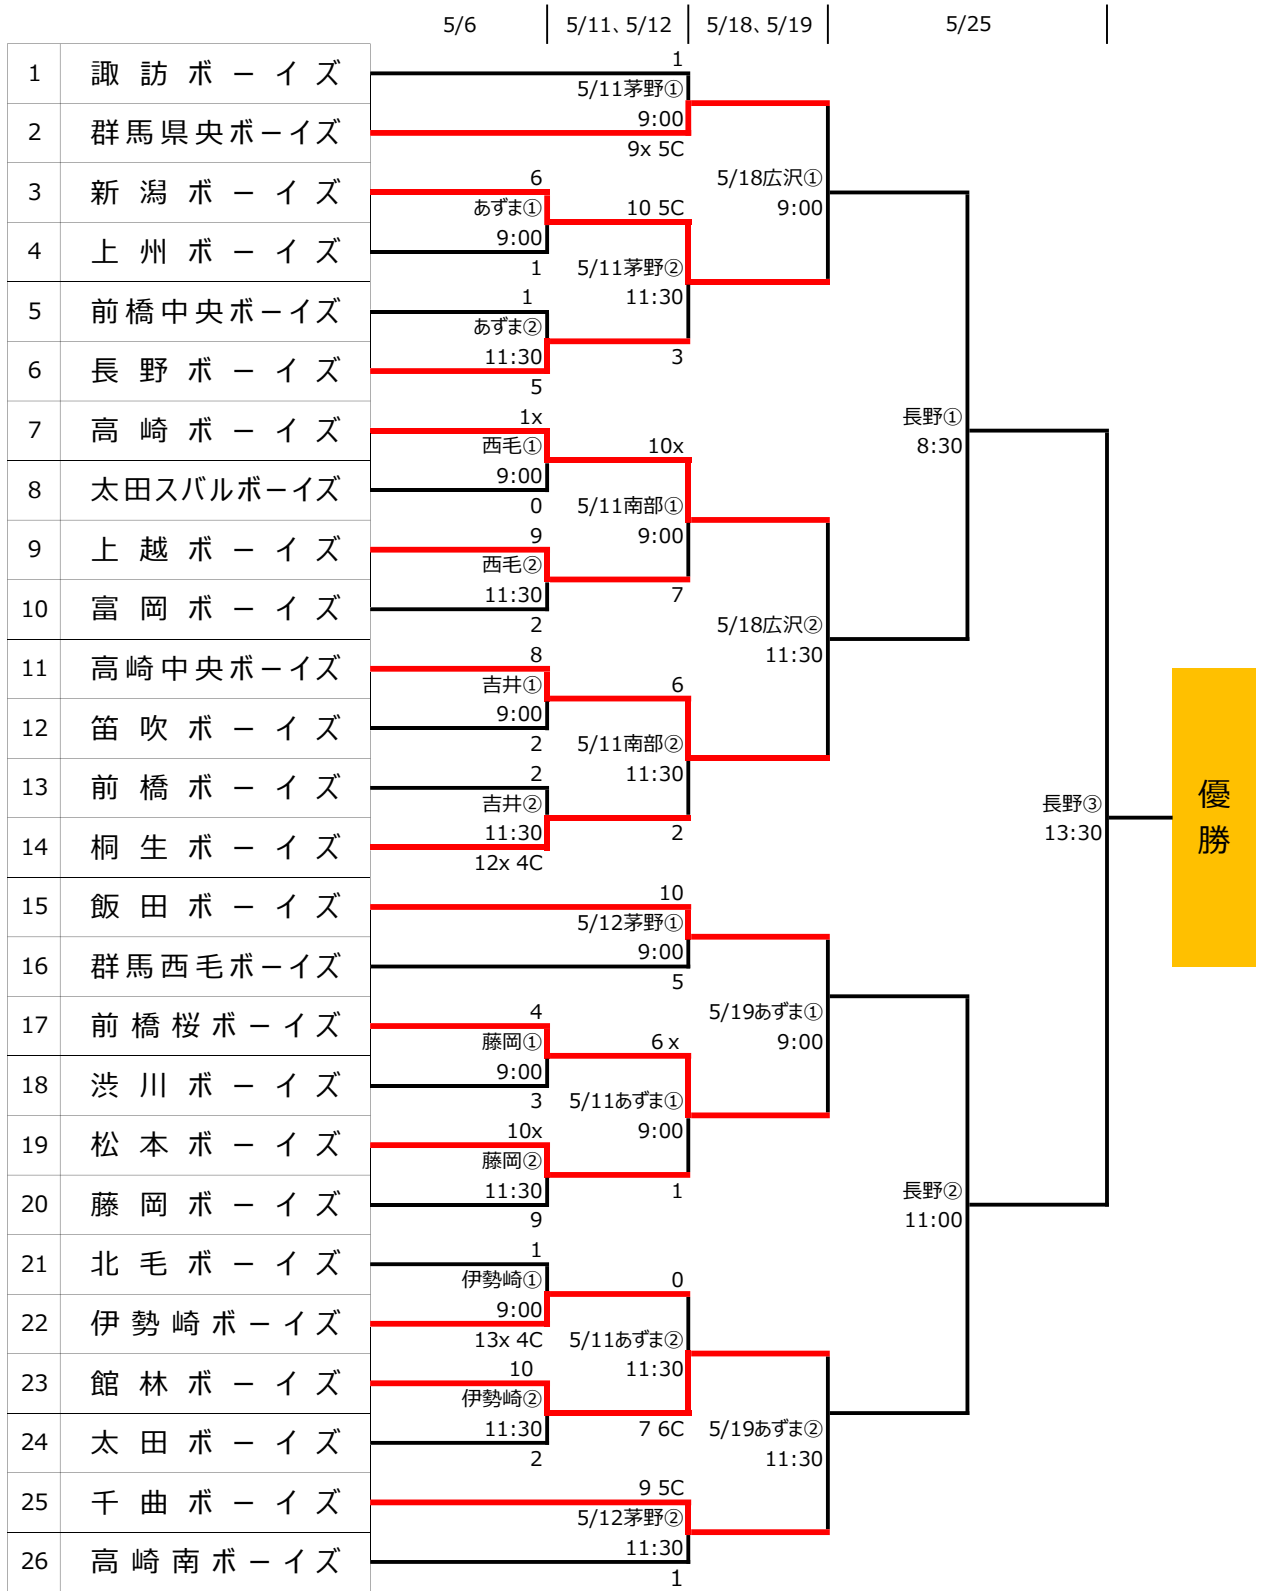 5/6 5/11、5/12 5/18、5/19 5/25
1 諏訪ボーイズ
1
5/11茅野①
9:00
2 群馬県央ボーイズ
9x 5C
3 新潟ボーイズ
6
5/18広沢①
あずま①
10 5C
9:00
9:00
4 上州ボーイズ
1
5/11茅野②
5 前橋中央ボーイズ
1
11:30
あずま②
11:30
3
6 長野ボーイズ
5
7 高崎ボーイズ
1x
長野①
西毛①
10x
8:30
9:00
8 太田スバルボーイズ
0
5/11南部①
9 上越ボーイズ
9
9:00
西毛②
11:30
7
10 富岡ボーイズ
2
5/18広沢②
11:30
11 高崎中央ボーイズ
8
吉井①
6
9:00
12 笛吹ボーイズ
2
5/11南部②
13 前橋ボーイズ
2
11:30
吉井②
長野③
11:30
2
13:30
14 桐生ボーイズ
12x 4C
優勝
15 飯田ボーイズ
10
5/12茅野①
9:00
16 群馬西毛ボーイズ
5
17 前橋桜ボーイズ
4
5/19あずま①
藤岡①
6 x
9:00
9:00
18 渋川ボーイズ
3
5/11あずま①
19 松本ボーイズ
10x
9:00
藤岡②
11:30
1
長野②
20 藤岡ボーイズ
9
11:00
21 北毛ボーイズ
1
伊勢崎①
0
9:00
22 伊勢崎ボーイズ
13x 4C
5/11あずま②
23 館林ボーイズ
10
11:30
伊勢崎②
11:30
7 6C
5/19あずま②
24 太田ボーイズ
2
11:30
25 千曲ボーイズ
9 5C
5/12茅野②
11:30
26 高崎南ボーイズ
1